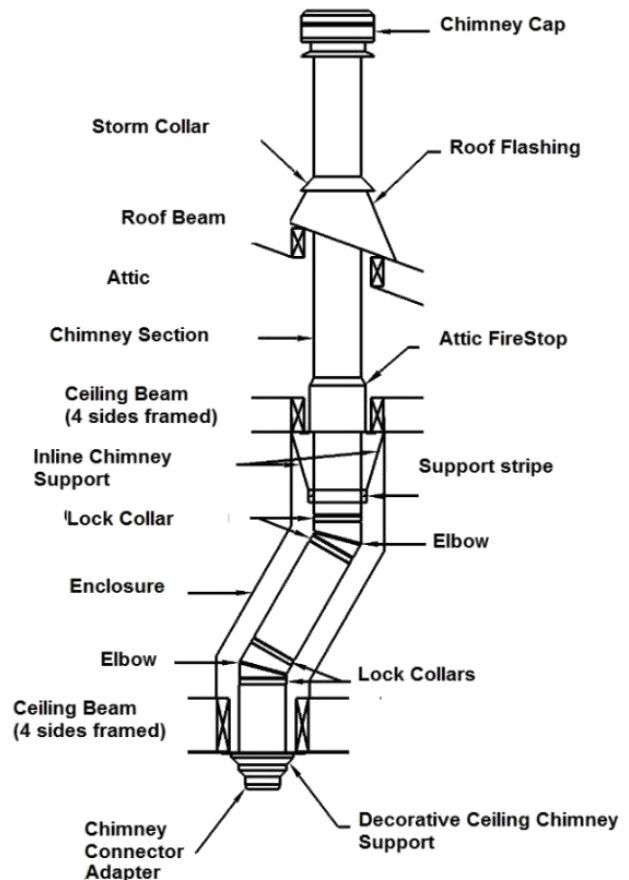 Chimney Cap
Storm Collar
Roof Flashing
Roof Beam
Attic
Chimney Section
Attic FireStop
Ceiling Beam
(4 sides framed)
Inline Chimney
Support
Support stripe
Lock Collar
Elbow
Enclosure
Elbow
Lock Collars
Ceiling Beam
(4 sides framed)
Decorative Ceiling Chimney
Support
Chimney
Connector
Adapter